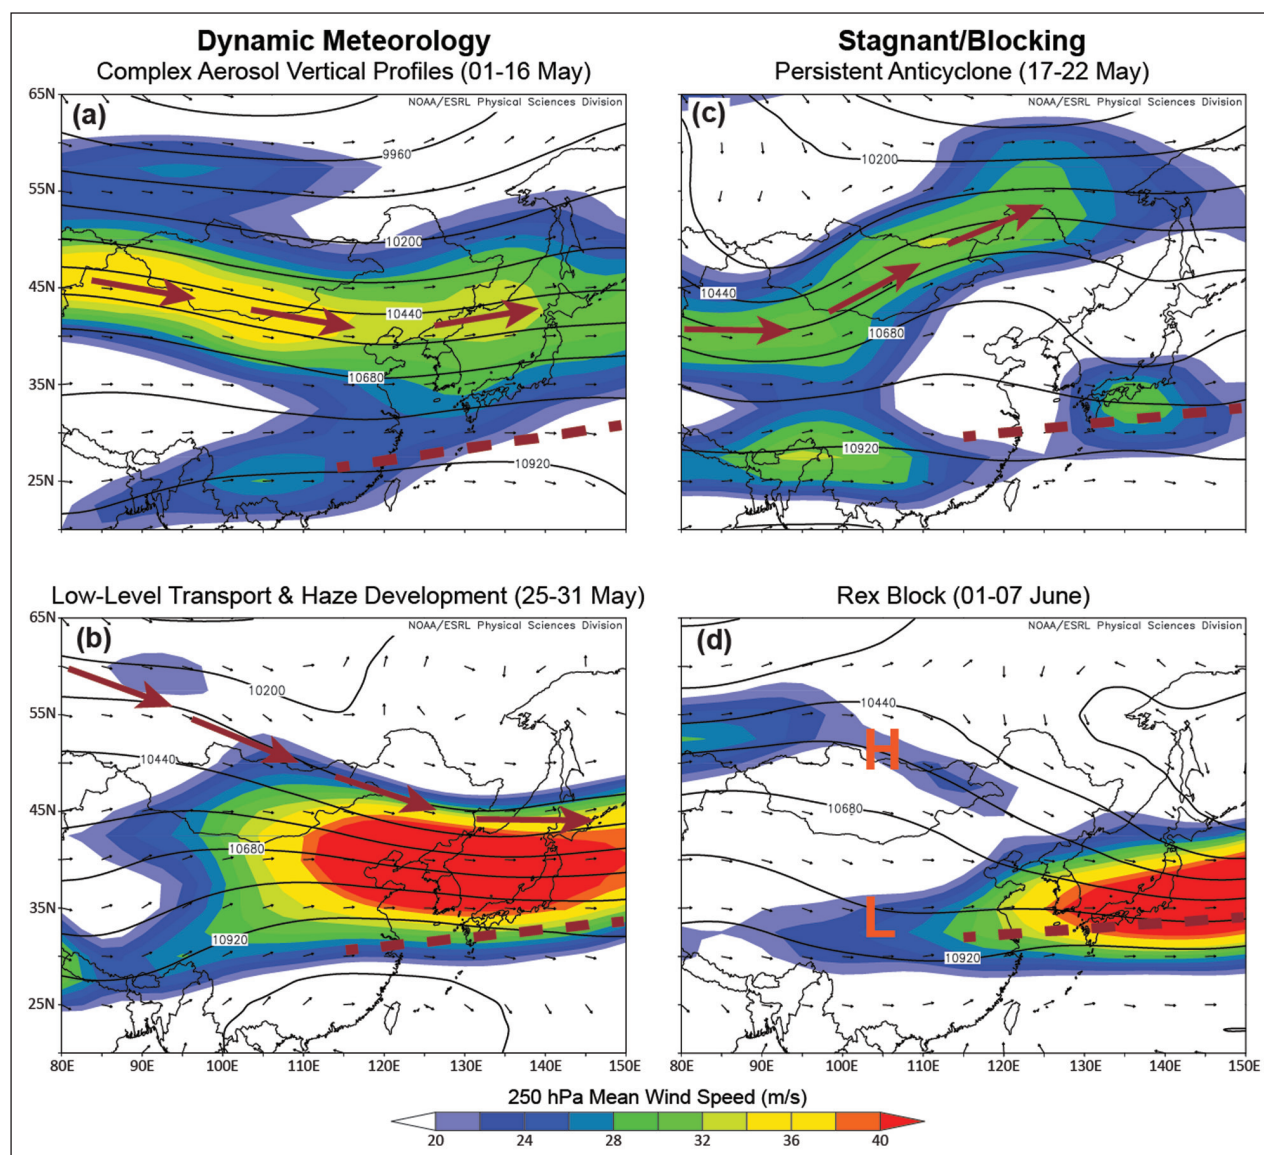 Dynamic Meteorology
Complex Aerosol Vertical Profiles (01-16 May)
Stagnant/Blocking
Persistent Anticyclone (17-22 May)
65N
(a)
NOAA/ESRL Physical Sciences Division
9960
55N
10200
45N
10440
10680
35N
10920
25N
(c)
NOAA/ESRL Physical Sciences Division
10200
10440
10680
10920
Low-Level Transport & Haze Development (25-31 May)
Rex Block (01-07 June)
65N
(b)
NOAA/ESRL Physical Sciences Division
10200
55N
10440
45N
10680
35N
10920
25N
80E 90E 100E 110E 120E 130E 140E 150E
(d)
NOAA/ESRL Physical Sciences Division
10440
H
10680
L
10920
80E 90E 100E 110E 120E 130E 140E 150E
250 hPa Mean Wind Speed (m/s)
20 24 28 32 36 40